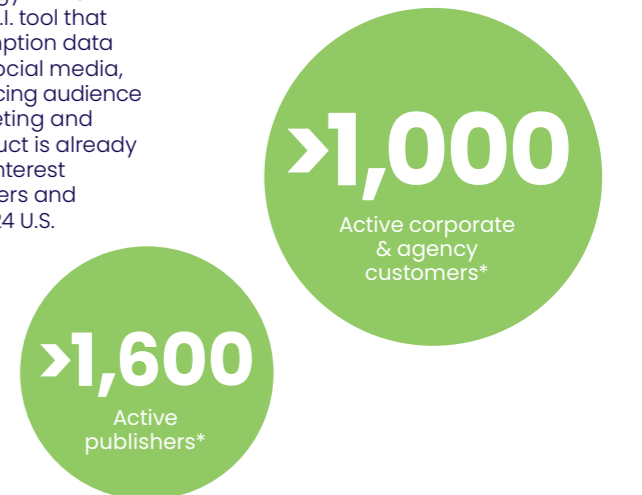 .I. tool that
ption data
ocial media,
cing audience
eting and
uct is already
nterest
ers and
24 U.S.
>1,000
Active corporate
& agency
customers*
>1,600
Active
publishers*